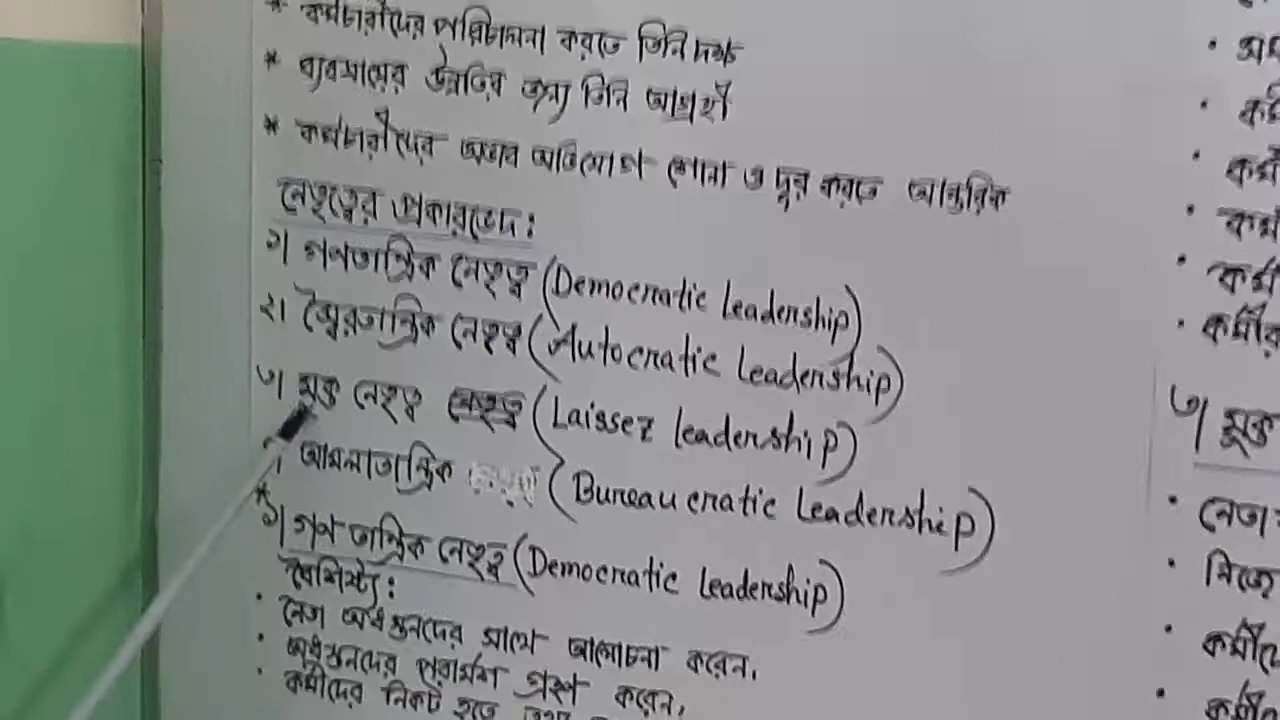 * কর্মচারীদের পরিচালনা করতে তিনি দক্ষ
* ব্যবসায়ের উন্নতির জন্য তিনি আগ্রহী
* কর্মচারীদের অভাব অভিযোগ শোনা ও দূর করতে আন্তরিক
নেতৃত্বের প্রকারভেদ:
১। গণতান্ত্রিক নেতৃত্ব (Democratic Leadership)
২। স্বৈরতান্ত্রিক নেতৃত্ব (Autocratic Leadership)
৩। মুক্ত নেতৃত্ব (Laissez leadership)
আমলাতান্ত্রিক (Bureaucratic Leadership)
* ১। গণতান্ত্রিক নেতৃত্ব (Democratic Leadership)
বৈশিষ্ট্য:
· নেতা অধস্তনদের সাথে আলোচনা করেন,
· অধস্তনদের পরামর্শ গ্রহণ করেন,
· কর্মীদের নিকট হতে
৩। মুক্ত
· নেতা